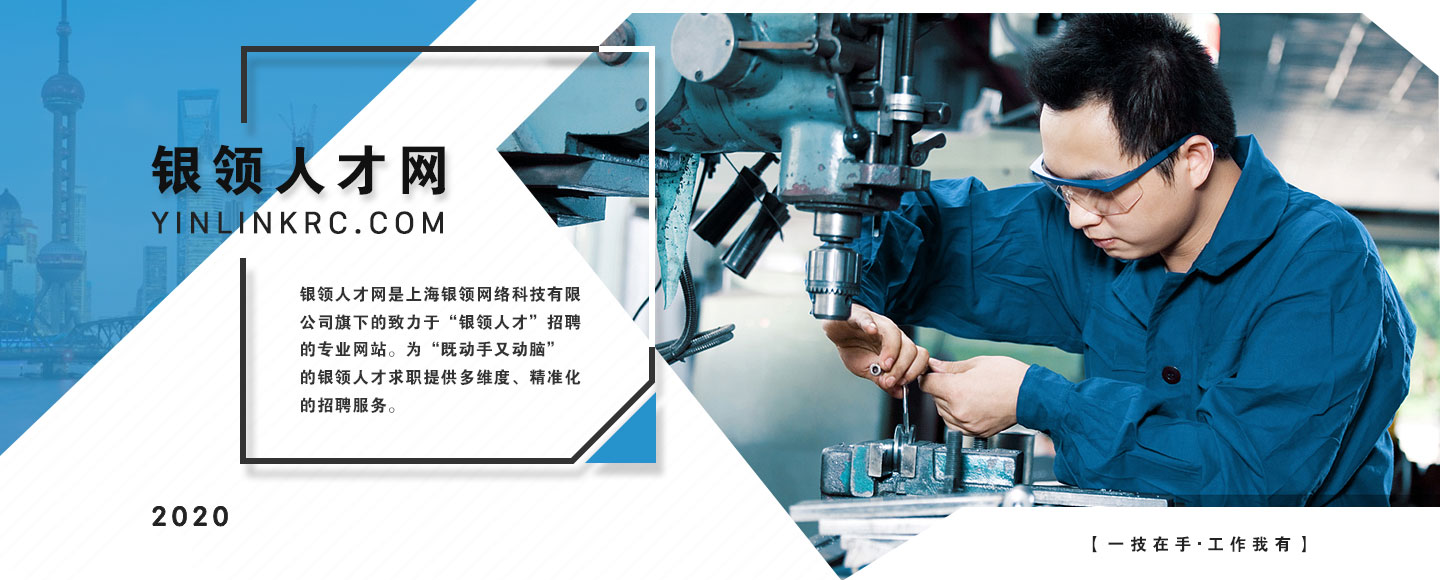 银领人才网
YINLINKRC.COM
银领人才网是上海银领网络科技有限
公司旗下的致力于“银领人才”招聘
的专业网站。为“既动手又动脑”
的银领人才求职提供多维度、精准化
的招聘服务。
2020
【一技在手·工作我有】